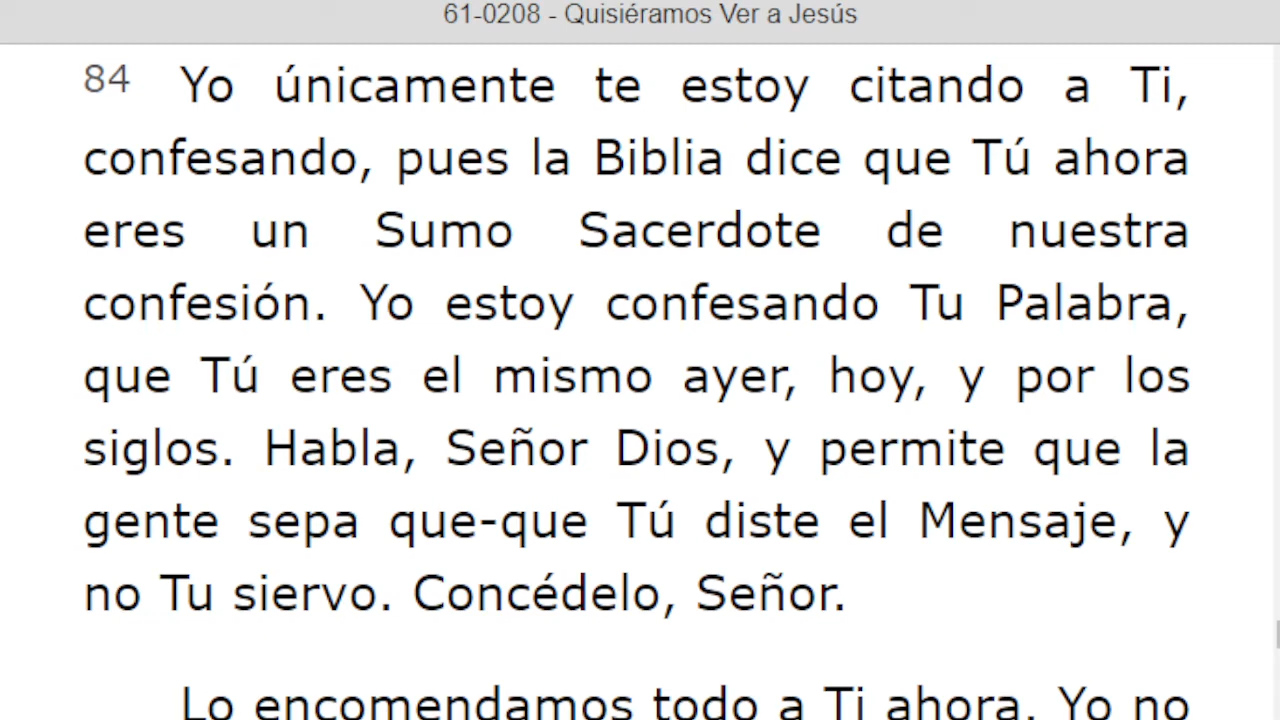 61-0208 - Quisiéramos Ver a Jesús
84 Yo únicamente te estoy citando a Ti,
confesando, pues la Biblia dice que Tú ahora
eres un Sumo Sacerdote de nuestra
confesión. Yo estoy confesando Tu Palabra,
que Tú eres el mismo ayer, hoy, y por los
siglos. Habla, Señor Dios, y permite que la
gente sepa que-que Tú diste el Mensaje, y
no Tu siervo. Concédelo, Señor.
Lo encomendamos todo a Ti ahora. Yo no